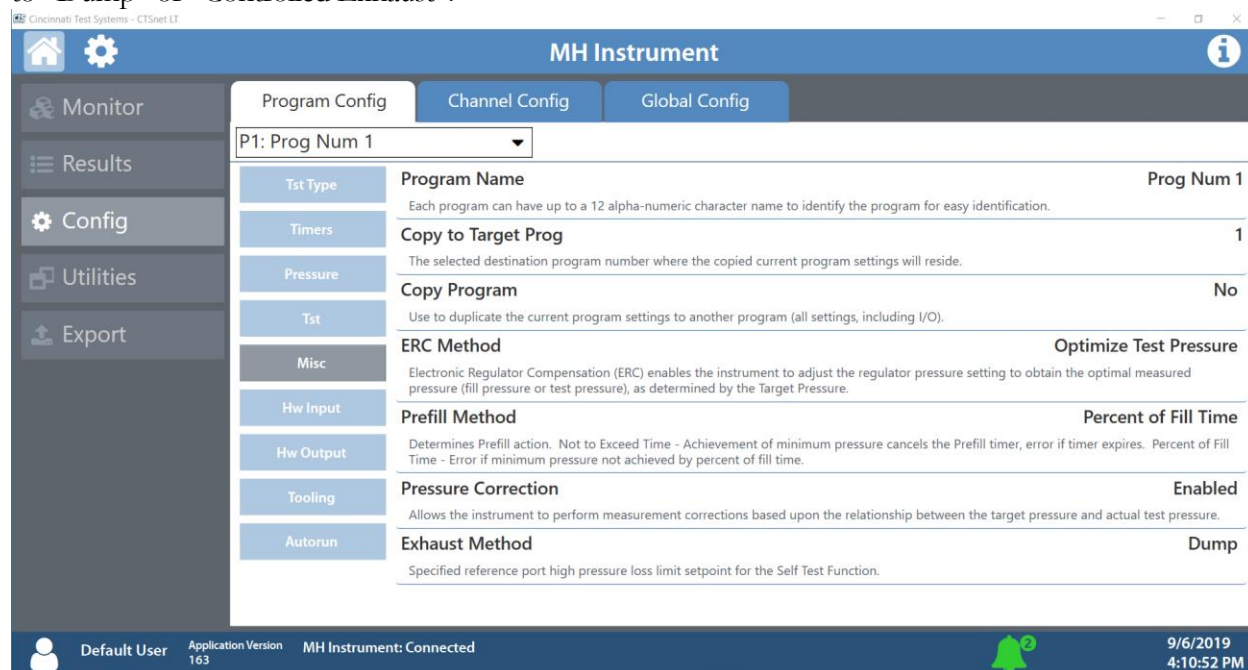 to "Dump" or "Controlled Exhaust".
Cincinnati Test Systems - CTSnet LT
MH Instrument
Monitor
Results
Config
Utilities
Export
Program Config
Channel Config
Global Config
P1: Prog Num 1
Tst Type
Timers
Pressure
Tst
Misc
Hw Input
Hw Output
Tooling
Autorun
Program Name
Prog Num 1
Each program can have up to a 12 alpha-numeric character name to identify the program for easy identification.
Copy to Target Prog
1
The selected destination program number where the copied current program settings will reside.
Copy Program
No
Use to duplicate the current program settings to another program (all settings, including I/O).
ERC Method
Optimize Test Pressure
Electronic Regulator Compensation (ERC) enables the instrument to adjust the regulator pressure setting to obtain the optimal measured
pressure (fill pressure or test pressure), as determined by the Target Pressure.
Prefill Method
Percent of Fill Time
Determines Prefill action. Not to Exceed Time - Achievement of minimum pressure cancels the Prefill timer, error if timer expires. Percent of Fill
Time - Error if minimum pressure not achieved by percent of fill time.
Pressure Correction
Enabled
Allows the instrument to perform measurement corrections based upon the relationship between the target pressure and actual test pressure.
Exhaust Method
Dump
Specified reference port high pressure loss limit setpoint for the Self Test Function.
Default User
Application Version
163
MH Instrument: Connected
2
9/6/2019
4:10:52 PM